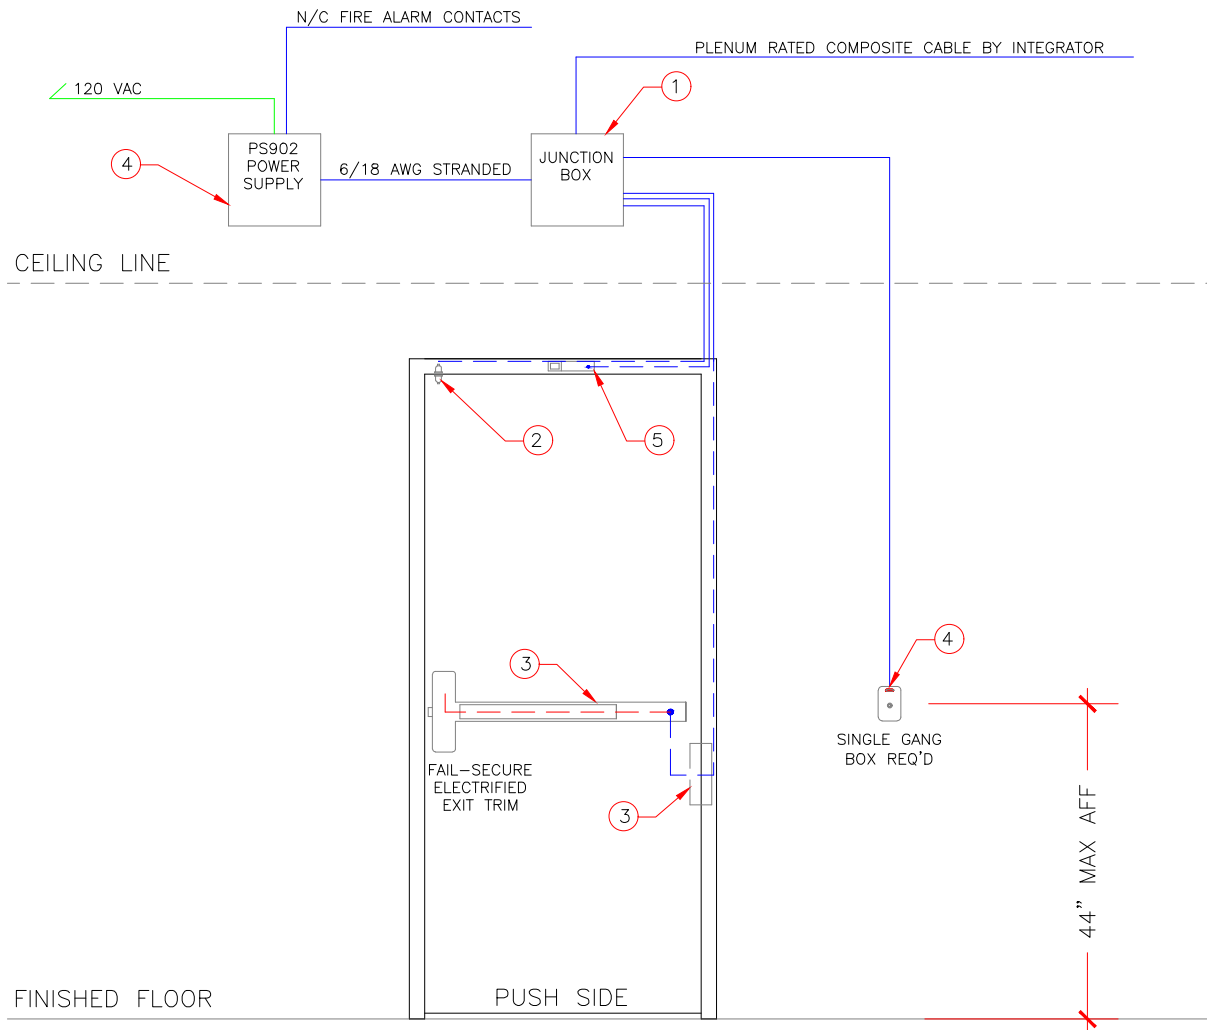 N/C FIRE ALARM CONTACTS
PLENUM RATED COMPOSITE CABLE BY INTEGRATOR
120 VAC
1
PS902
POWER
SUPPLY
4
6/18 AWG STRANDED
JUNCTION
BOX
CEILING LINE
2
5
3
4
SINGLE GANG
BOX REQ'D
FAIL-SECURE
ELECTRIFIED
EXIT TRIM
3
44" MAX AFF
FINISHED FLOOR
PUSH SIDE